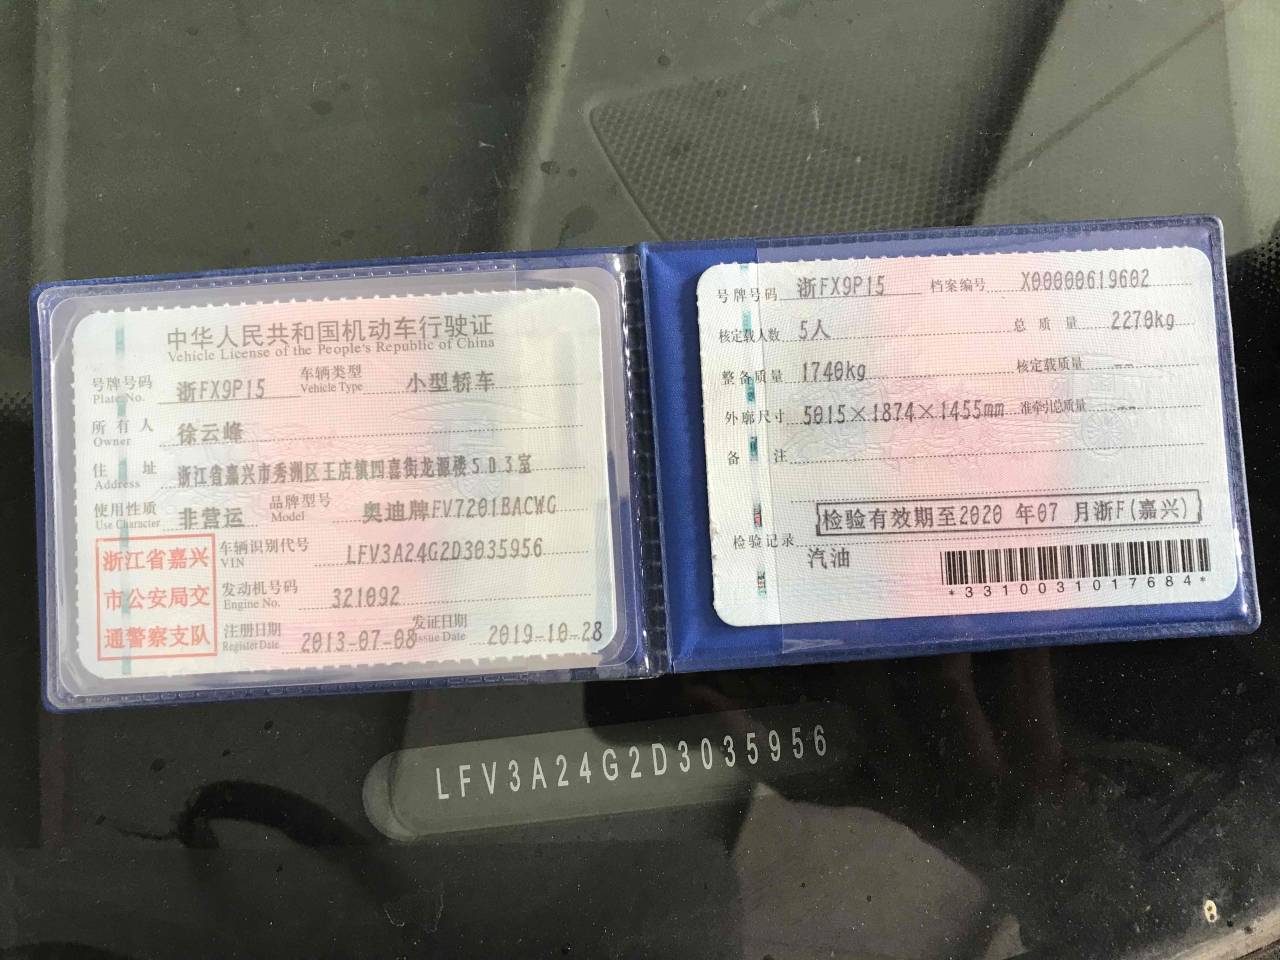 中华人民共和国机动车行驶证
Vehicle License of the People's Republic of China
号牌号码 浙FX9P15 车辆类型 小型轿车
Plate No. Vehicle Type
所有人 徐云峰
Owner
住址 浙江省嘉兴市秀洲区王店镇四喜街龙源楼503室
Address
使用性质 非营运 品牌型号 奥迪牌FV7201BACWG
Use Character Model
浙江省嘉兴
市公安局交
通警察支队
车辆识别代号 LFV3A24G2D3035956
VIN
发动机号码 321092
Engine No.
注册日期 2013-07-08 发证日期 2019-10-28
Register Date Issue Date
号牌号码 浙FX9P15 档案编号 X00000619602
核定载人数 5人 总质量 2270kg
整备质量 1740kg 核定载质量 --
外廓尺寸 5015×1874×1455mm 准牵引总质量 --
备注
检验有效期至2020年07月浙F(嘉兴)
检验记录
汽油
*3310031017684*
LFV3A24G2D3035956